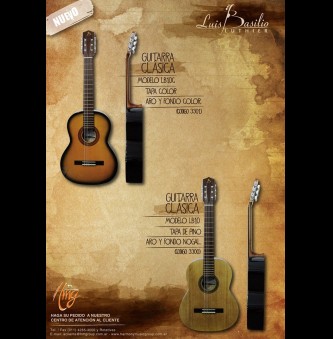 NUEVO
Luis Basilio
LUTHIER
GUITARRA
CLÁSICA
MODELO LB10C
TAPA COLOR
ARO Y FONDO COLOR
GUITARRA
CLÁSICA
MODELO LB10
TAPA DE PINO
ARO Y FONDO NOGAL
HAGA SU PEDIDO A NUESTRO
CENTRO DE ATENCIÓN AL CLIENTE